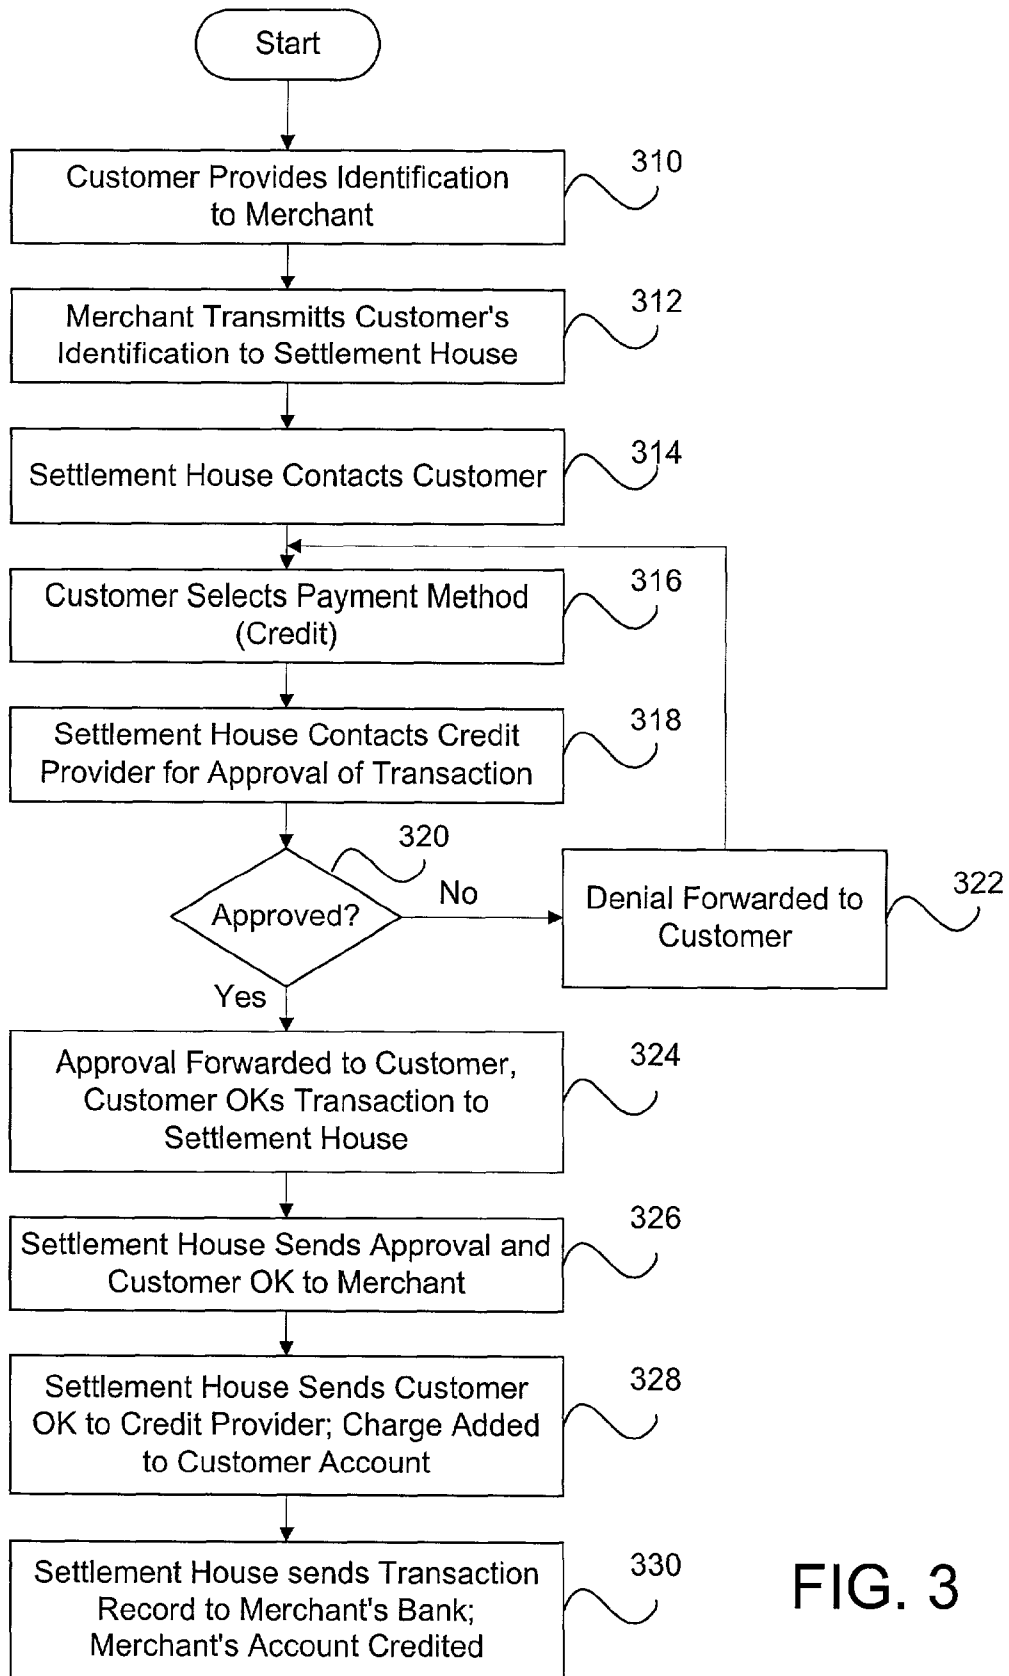 Start
310
Customer Provides Identification
to Merchant
312
Merchant Transmitts Customer's
Identification to Settlement House
314
Settlement House Contacts Customer
316
Customer Selects Payment Method
(Credit)
318
Settlement House Contacts Credit
Provider for Approval of Transaction
320
Approved?
No
322
Denial Forwarded to
Customer
Yes
324
Approval Forwarded to Customer,
Customer OKs Transaction to
Settlement House
326
Settlement House Sends Approval and
Customer OK to Merchant
328
Settlement House Sends Customer
OK to Credit Provider; Charge Added
to Customer Account
330
Settlement House sends Transaction
Record to Merchant's Bank;
Merchant's Account Credited
FIG. 3